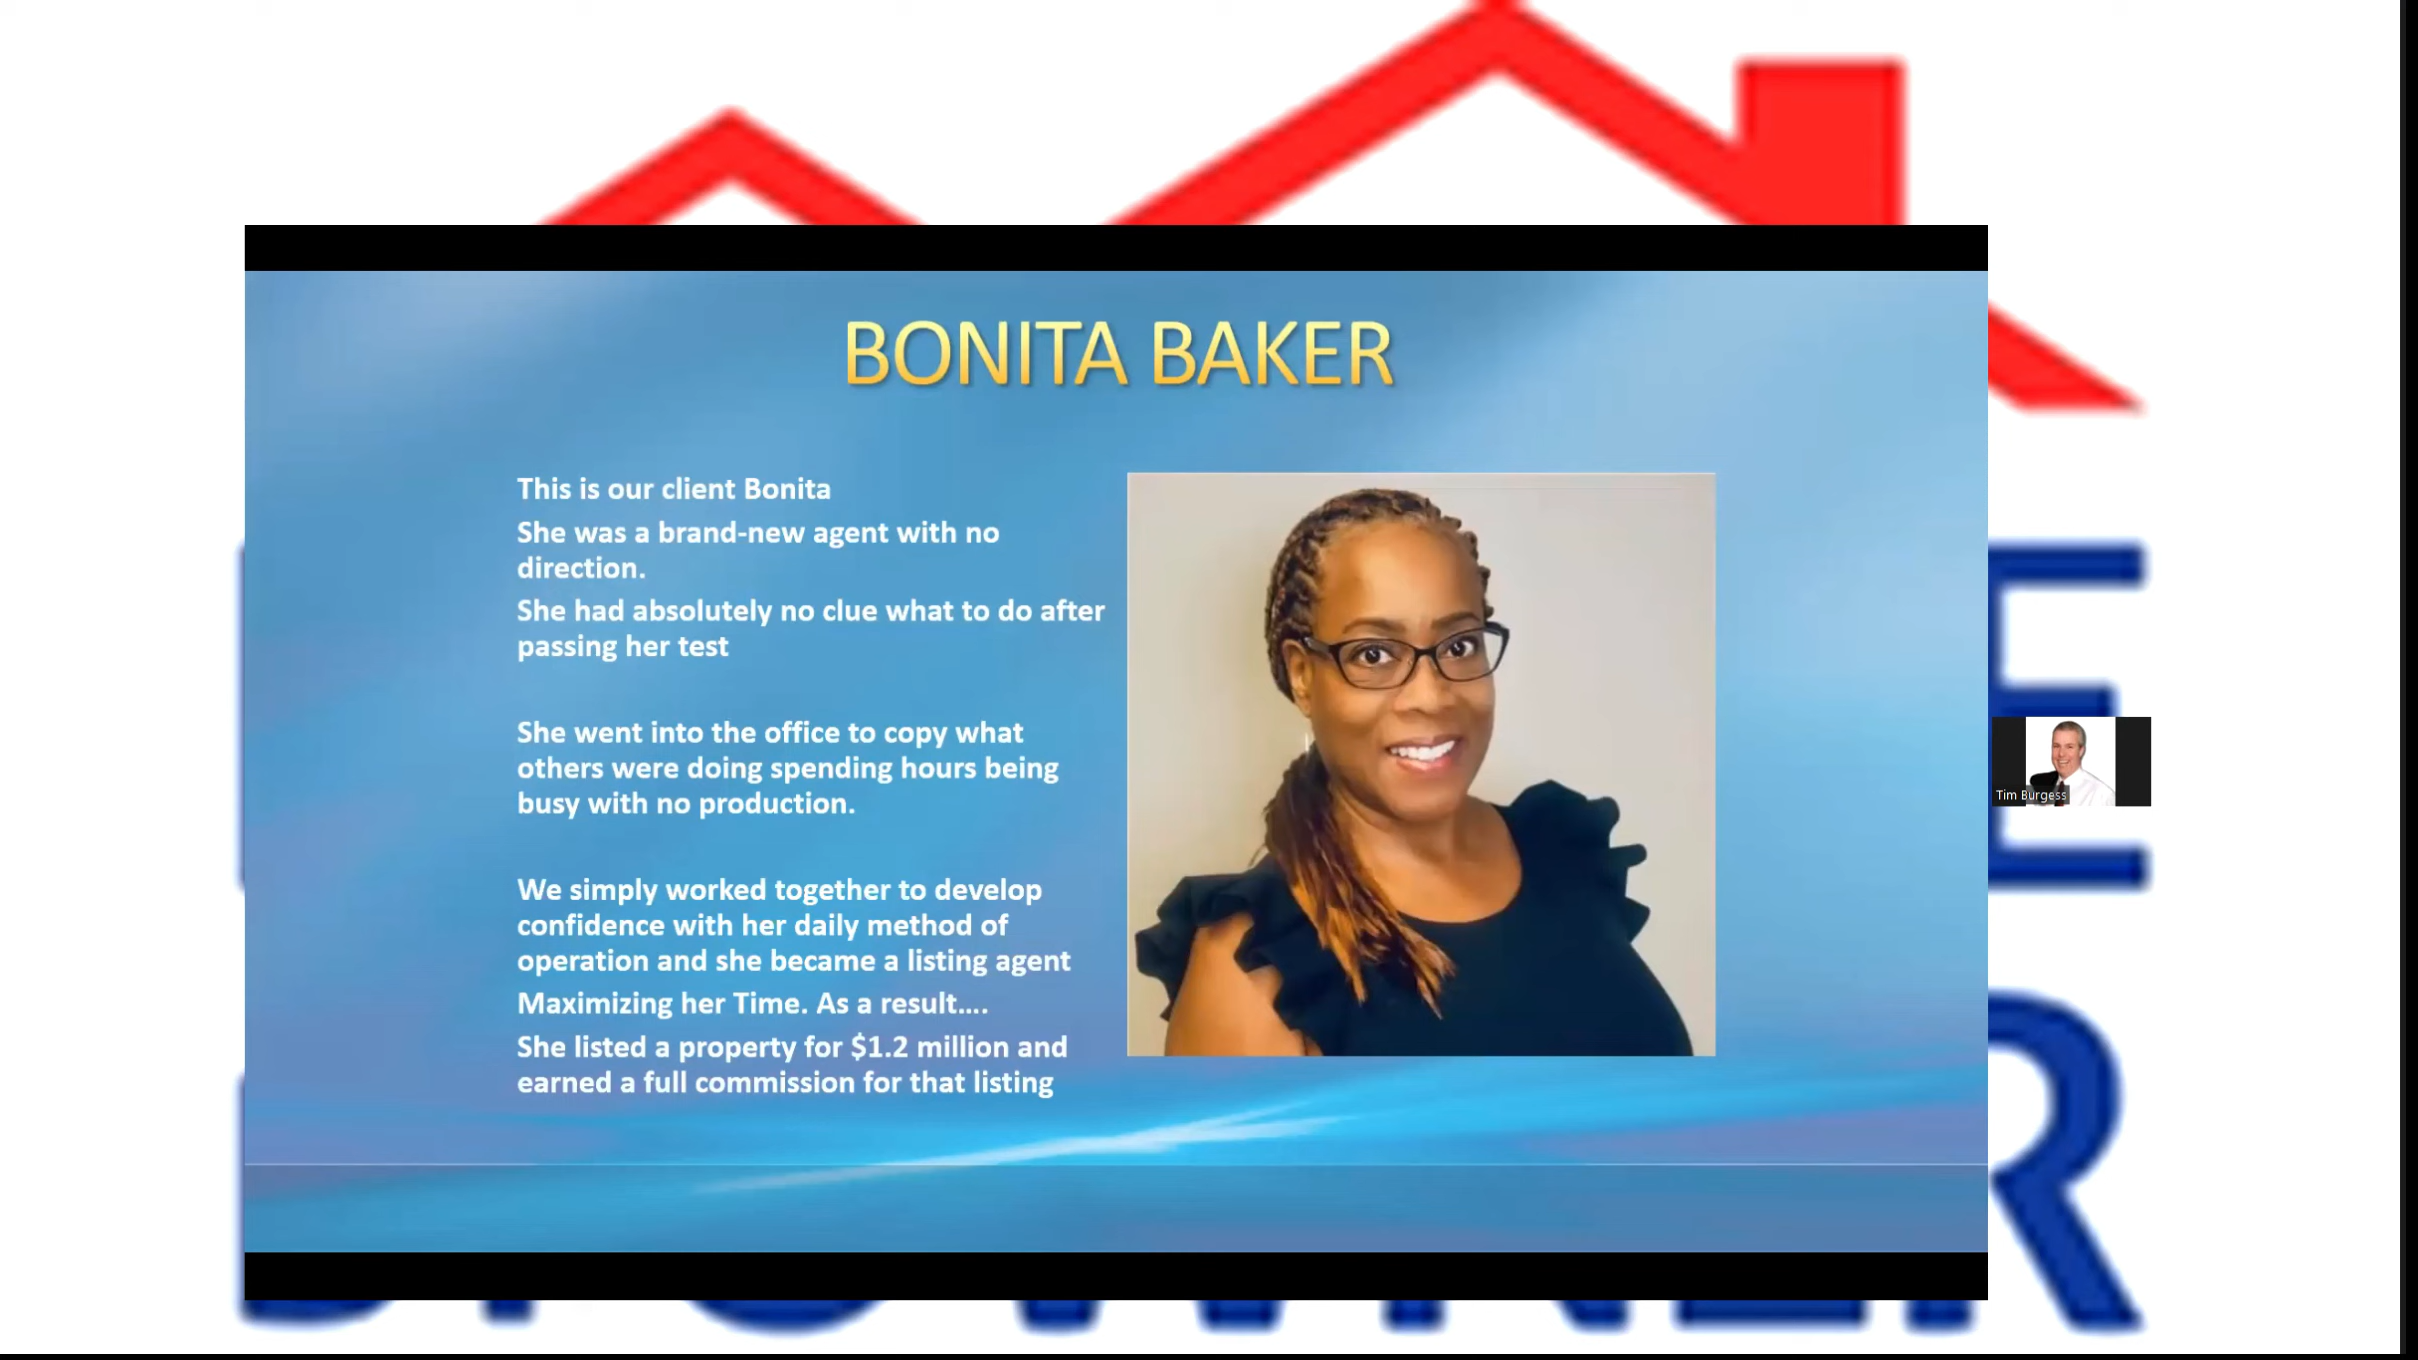 BONITA BAKER
This is our client Bonita
She was a brand-new agent with no
direction.
She had absolutely no clue what to do after
passing her test
She went into the office to copy what
others were doing spending hours being
busy with no production.
We simply worked together to develop
confidence with her daily method of
operation and she became a listing agent
Maximizing her Time. As a result....
She listed a property for $1.2 million and
earned a full commission for that listing
Tim Burgess